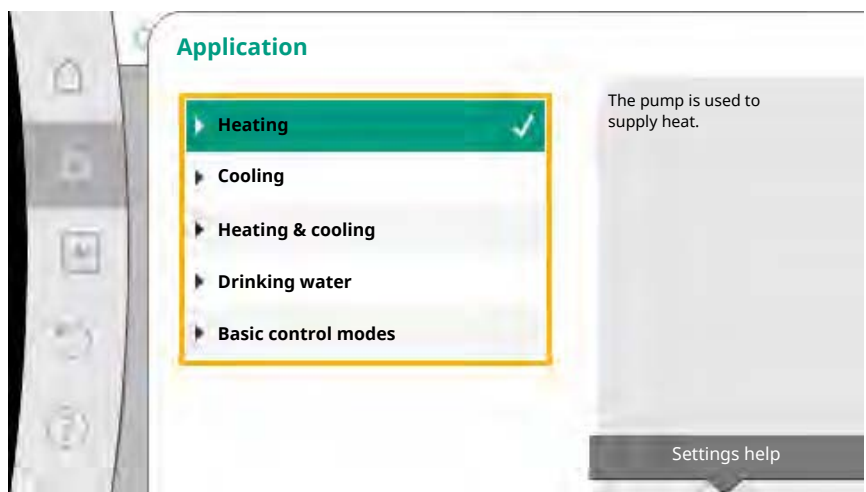 Application
Heating
Cooling
Heating & cooling
Drinking water
Basic control modes
The pump is used to
supply heat.
Settings help